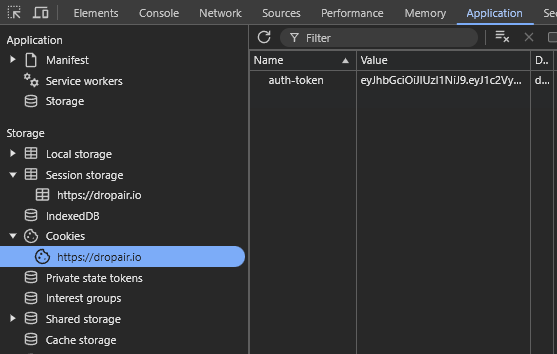 Elements Console Sources Network Performance Memory Application Sec
Application
Manifest
Service workers
Storage
Storage
Local storage
Session storage
https://dropair.io
IndexedDB
Cookies
https://dropair.io
Private state tokens
Interest groups
Shared storage
Cache storage
Filter
Name Value D..
auth-token eyJhbGciOiJIUzI1NiJ9.eyJ1c2Vy... d...